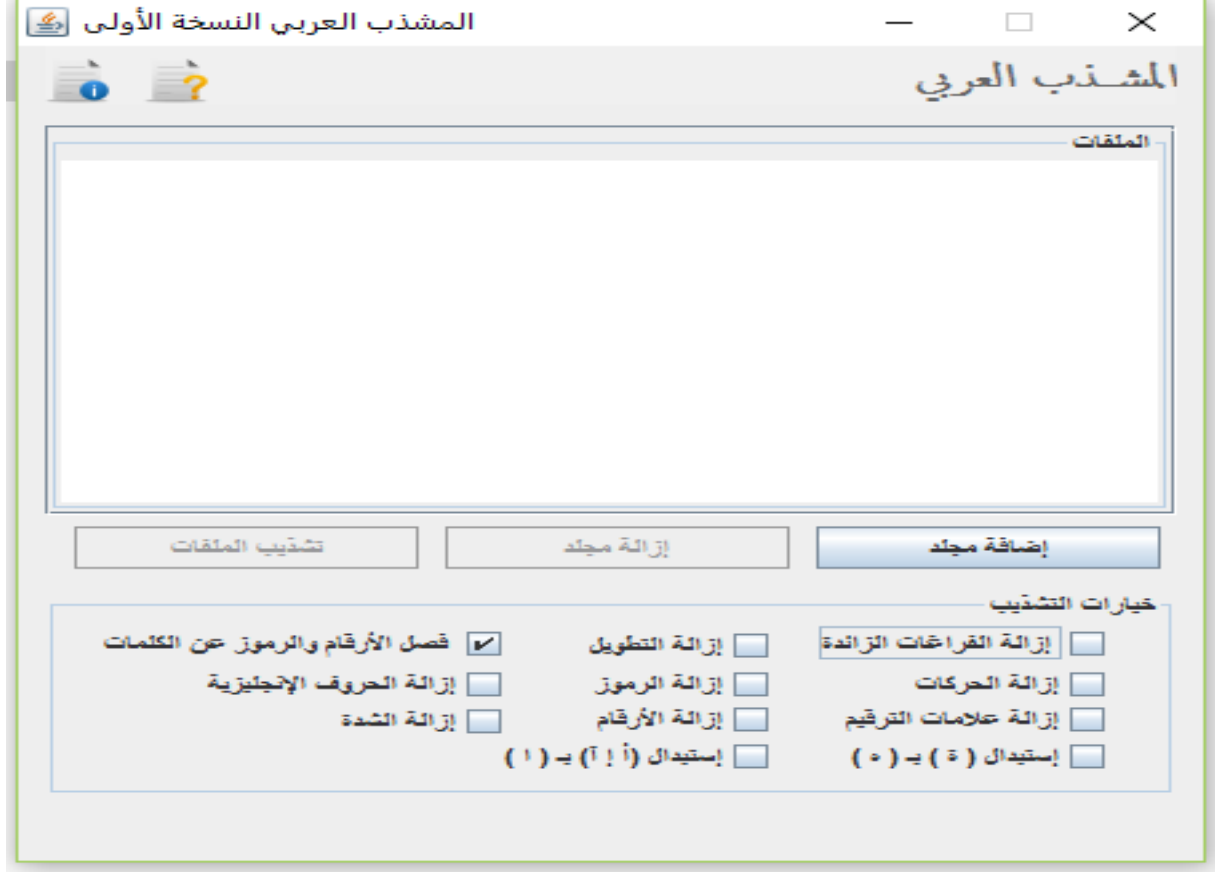 المشذب العربي النسخة الأولى
المشــذب العربي
الملفات
إضافة مجلد إزالة مجلد تشذيب الملفات
خيارات التشذيب
إزالة الفراغات الزائدة إزالة التطويل فصل الأرقام والرموز عن الكلمات
إزالة الحركات إزالة الرموز إزالة الحروف الإنجليزية
إزالة علامات الترقيم إزالة الأرقام إزالة الشدة
إستبدال ( ة ) بـ ( ه ) إستبدال (أ إ آ) بـ ( ا )